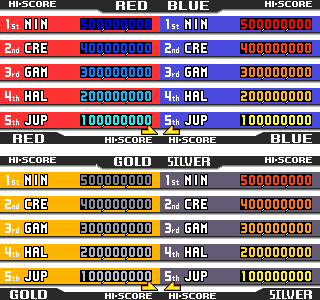 HI-SCORE RED BLUE HI-SCORE
1st NIN 500000000 1st NIN 500000000
2nd CRE 400000000 2nd CRE 400000000
3rd GAM 300000000 3rd GAM 300000000
4th HAL 200000000 4th HAL 200000000
5th JUP 100000000 5th JUP 100000000
RED HI-SCORE HI-SCORE BLUE
HI-SCORE GOLD SILVER HI-SCORE
1st NIN 500000000 1st NIN 500000000
2nd CRE 400000000 2nd CRE 400000000
3rd GAM 300000000 3rd GAM 300000000
4th HAL 200000000 4th HAL 200000000
5th JUP 100000000 5th JUP 100000000
GOLD HI-SCORE HI-SCORE SILVER